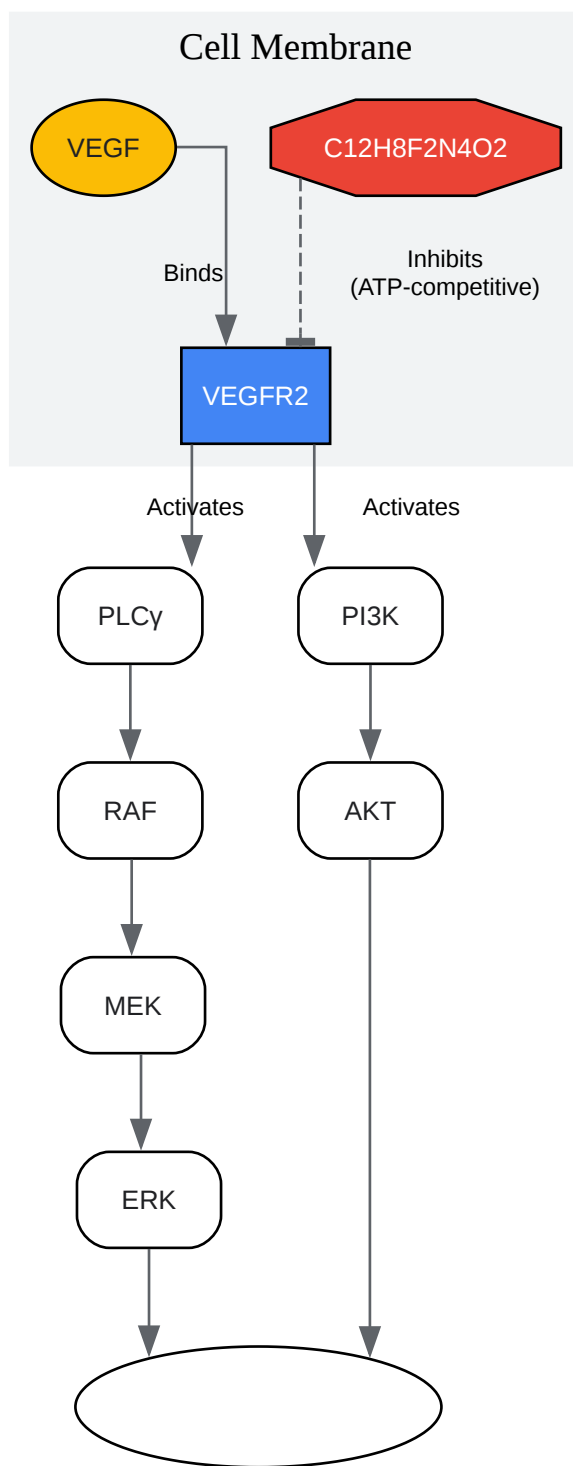 Cell Membrane
VEGF
C12H8F2N4O2
Binds
Inhibits
(ATP-competitive)
VEGFR2
Activates
Activates
PLCγ
PI3K
RAF
AKT
MEK
ERK